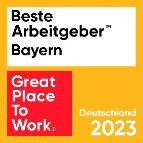 Beste
Arbeitgeber™
Bayern
Great
Place
To
Work®
Deutschland
2023